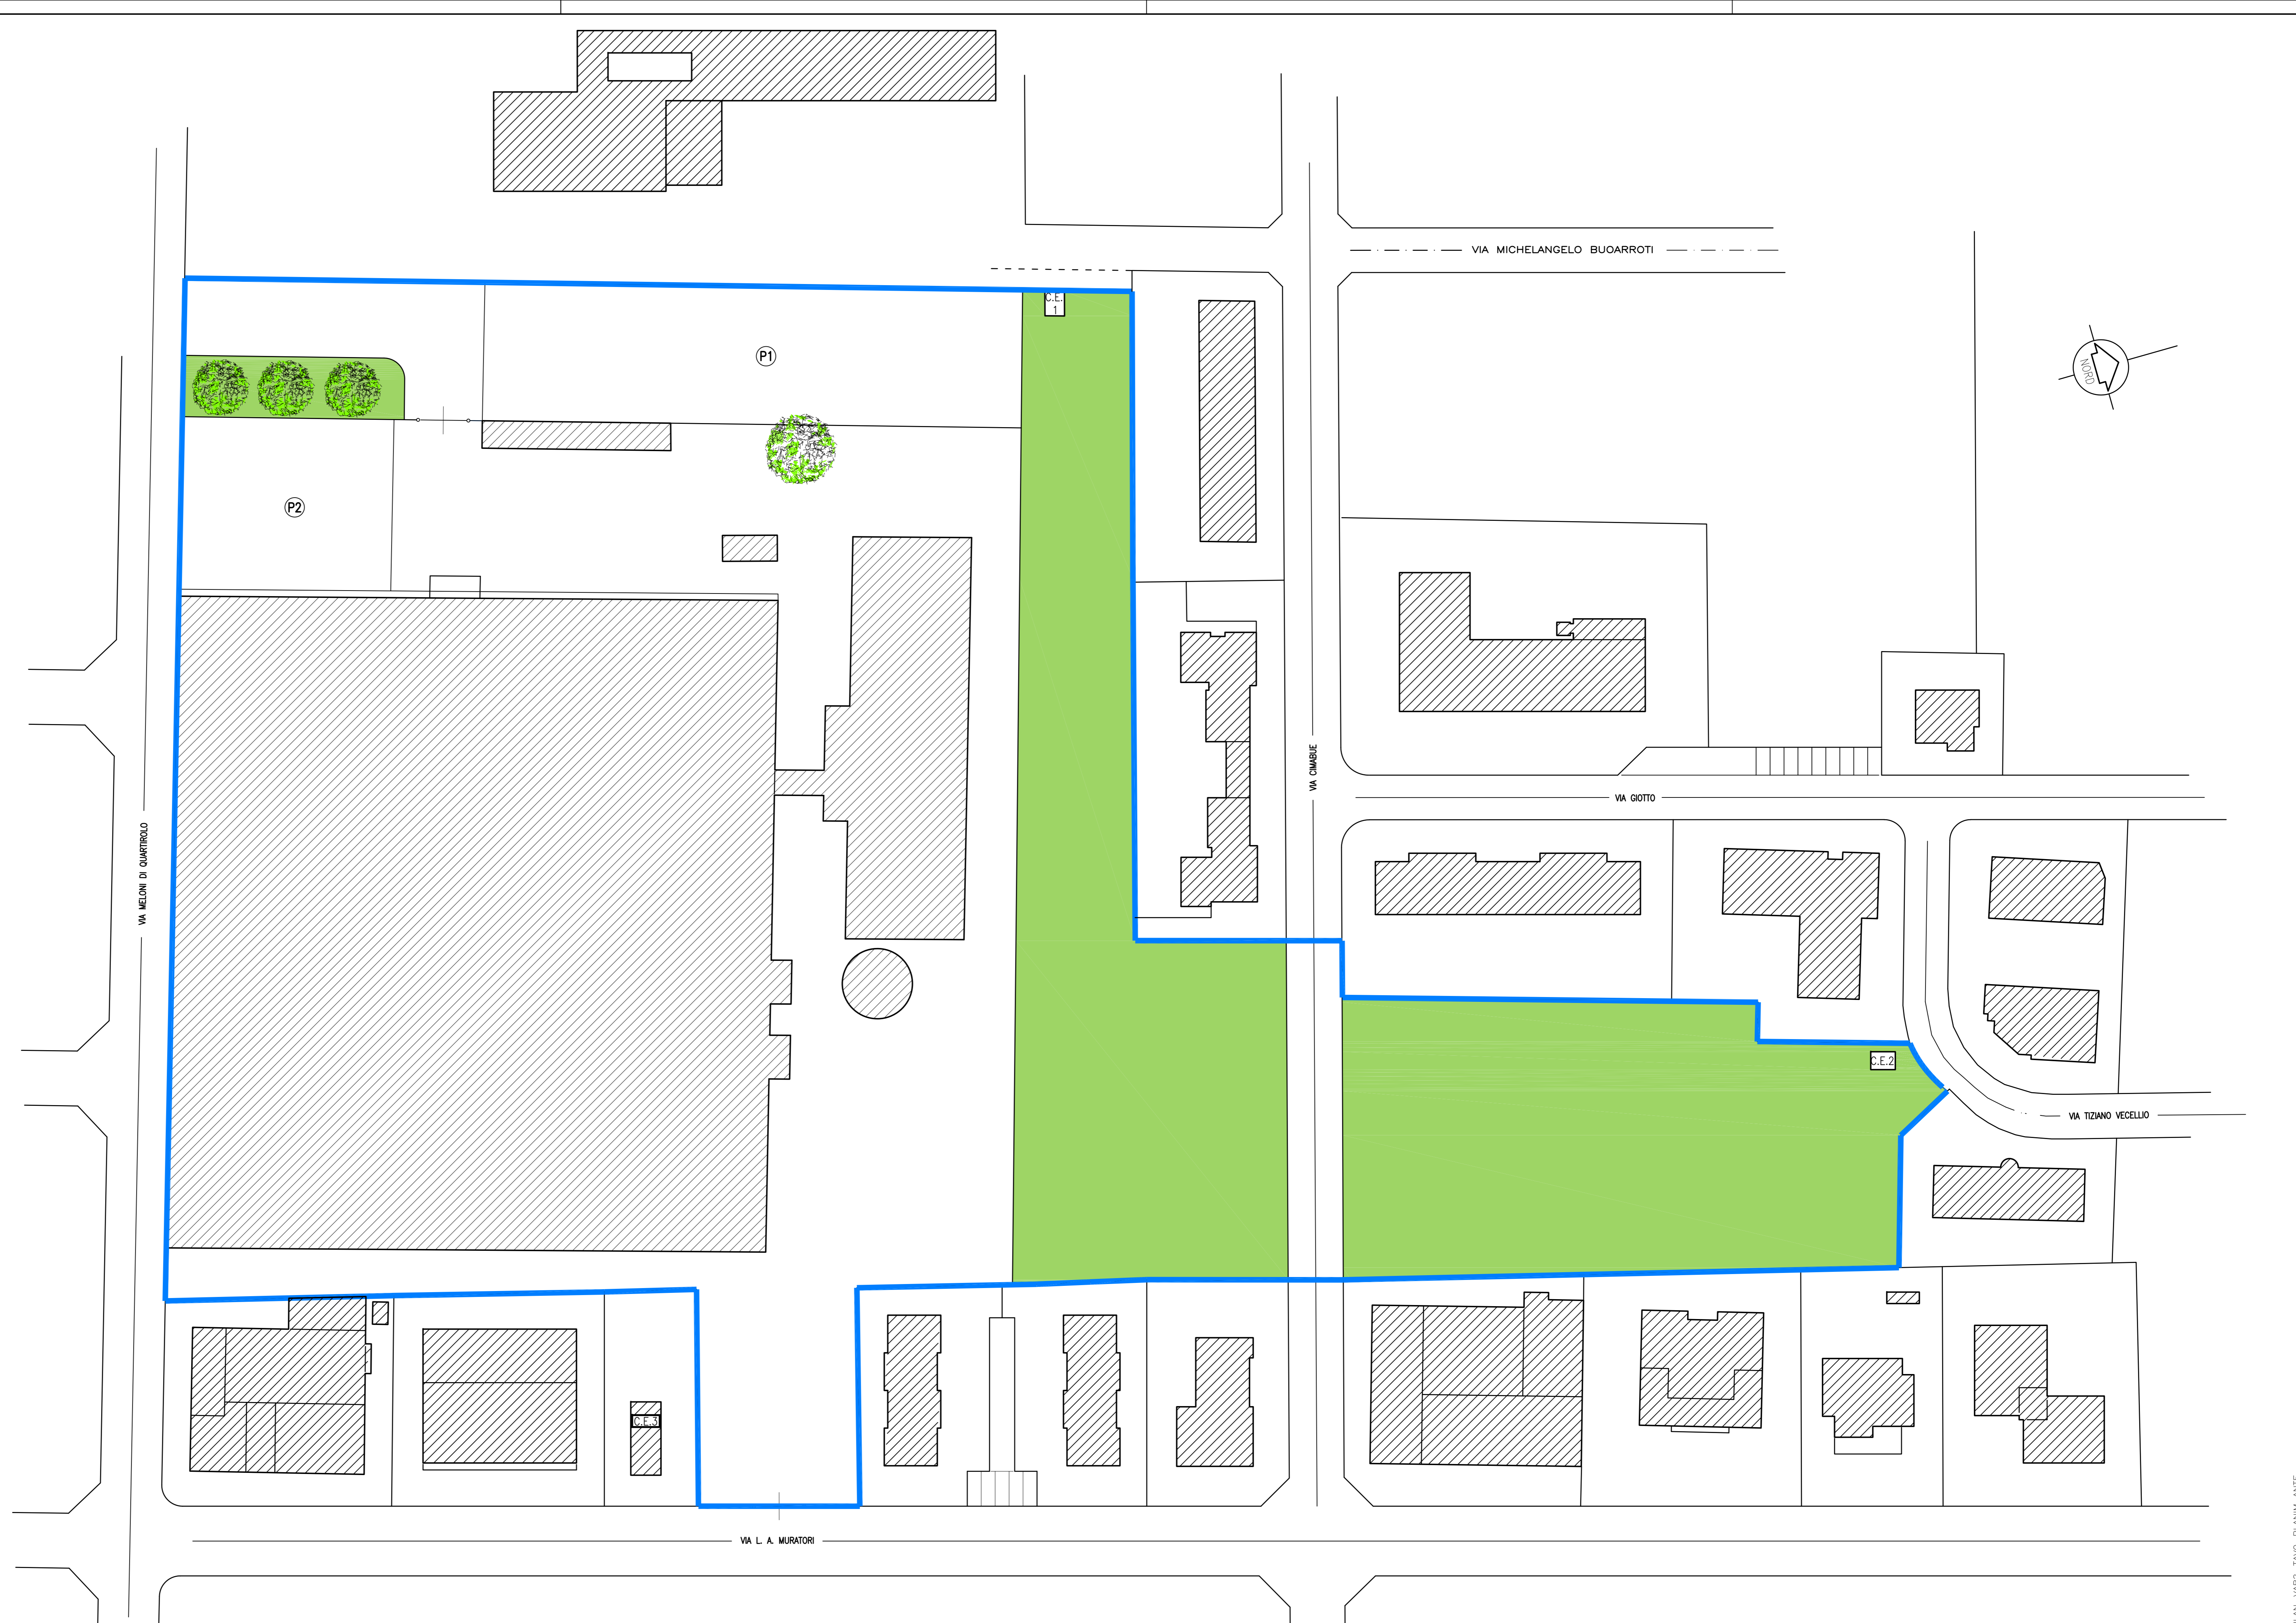 VIA MICHELANGELO BUOARROTI
C.E.
1
P1
NORD
P2
VIA CIMABUE
VIA GIOTTO
VIA MELONI DI QUARTIROLO
C.E.2
VIA TIZIANO VECELLIO
C.E.3
VIA L. A. MURATORI